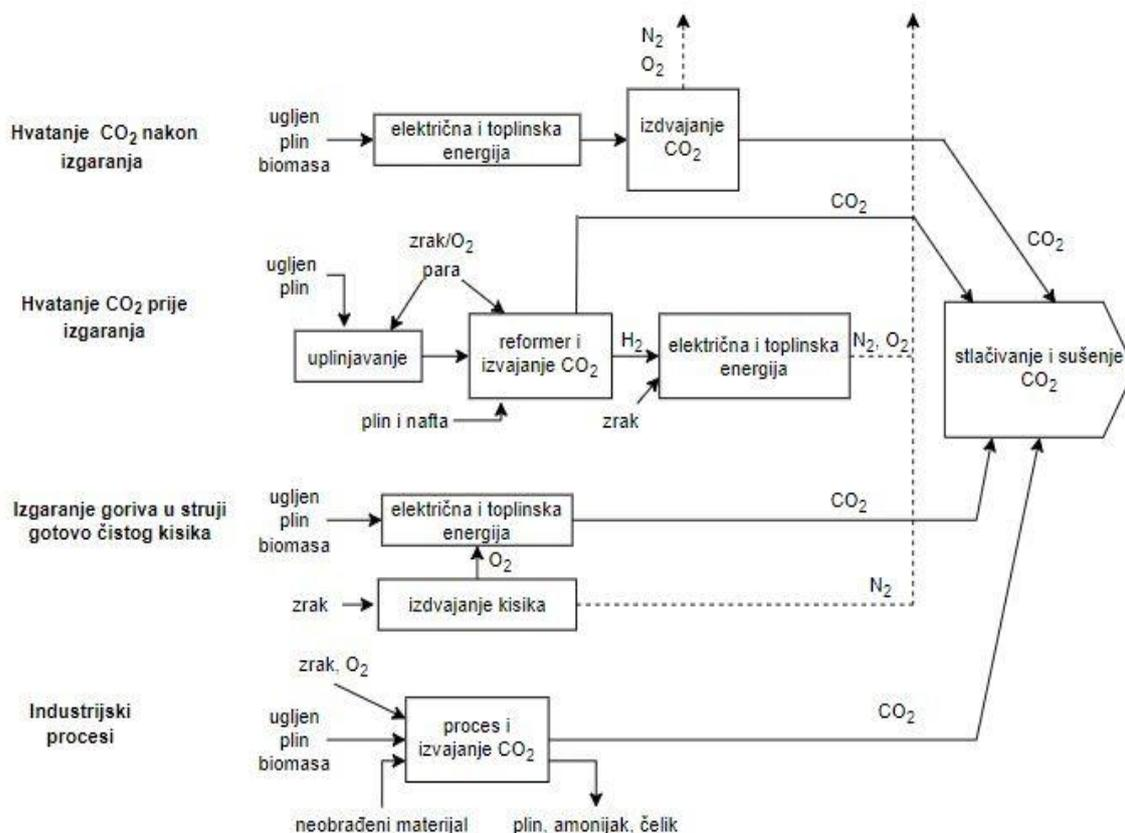 N2
O2
Hvatanje CO2 nakon
izgaranja
ugljen
plin
biomasa
električna i toplinska
energija
izdvajanje
CO2
CO2
CO2
Hvatanje CO2 prije
izgaranja
ugljen
plin
zrak/O2
para
uplinjavanje
reformer i
izvajanje CO2
H2
električna i toplinska
energija
N2, O2
plin i nafta
zrak
stlačivanje i sušenje
CO2
Izgaranje goriva u struji
gotovo čistog kisika
ugljen
plin
biomasa
električna i toplinska
energija
CO2
O2
zrak
izdvajanje kisika
N2
Industrijski
procesi
zrak, O2
ugljen
plin
biomasa
proces i
izvajanje CO2
CO2
neobrađeni materijal
plin, amonijak, čelik